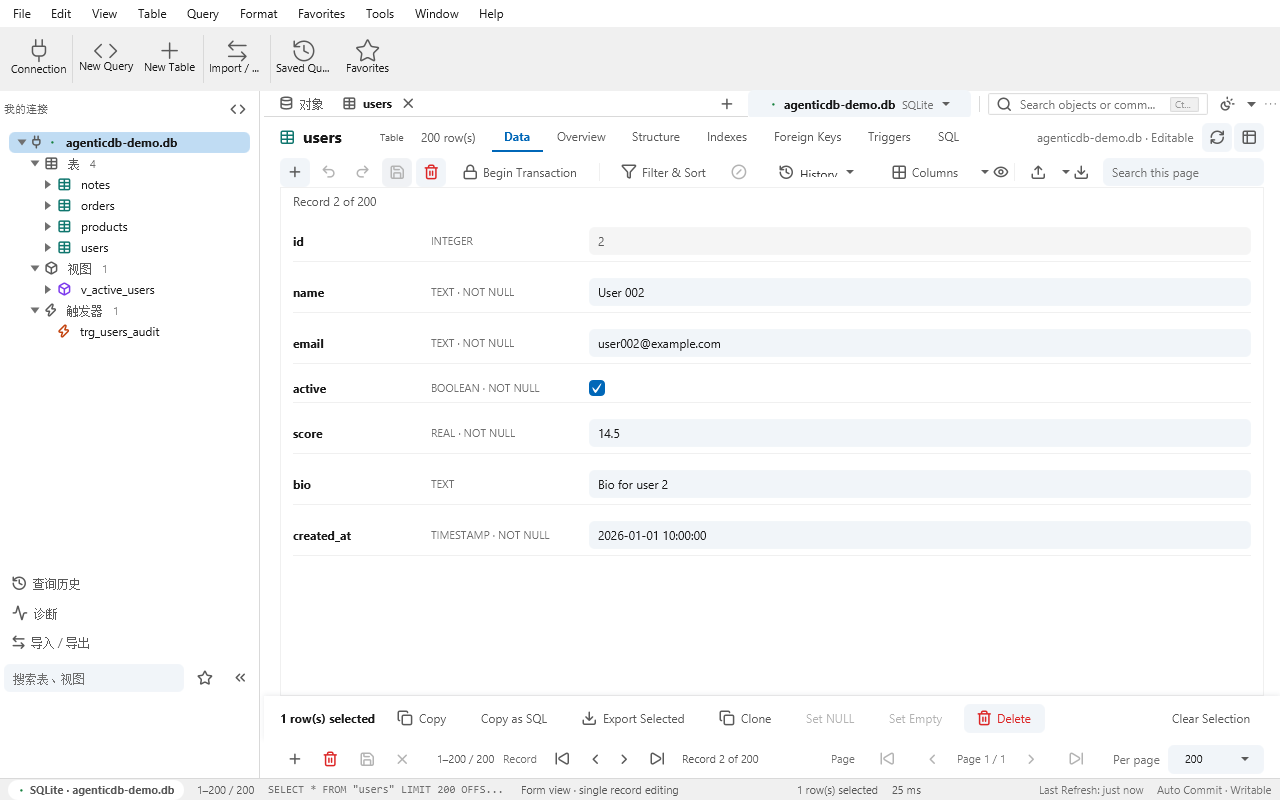 File Edit View Table Query Format Favorites Tools Window Help
Connection New Query New Table Import / ... Saved Qu... Favorites
我的连接
agenticdb-demo.db
表 4
notes
orders
products
users
视图 1
v_active_users
触发器 1
trg_users_audit
查询历史
诊断
导入 / 导出
搜索表、视图
对象 users agenticdb-demo.db SQLite Search objects or comm... Ct...
users Table 200 row(s) Data Overview Structure Indexes Foreign Keys Triggers SQL agenticdb-demo.db · Editable
Begin Transaction Filter & Sort History Columns Search this page
Record 2 of 200
id INTEGER 2
name TEXT · NOT NULL User 002
email TEXT · NOT NULL user002@example.com
active BOOLEAN · NOT NULL
score REAL · NOT NULL 14.5
bio TEXT Bio for user 2
created_at TIMESTAMP · NOT NULL 2026-01-01 10:00:00
1 row(s) selected Copy Copy as SQL Export Selected Clone Set NULL Set Empty Delete Clear Selection
1–200 / 200 Record Record 2 of 200 Page Page 1 / 1 Per page 200
SQLite · agenticdb-demo.db 1–200 / 200 SELECT * FROM "users" LIMIT 200 OFFS... Form view · single record editing 1 row(s) selected 25 ms Last Refresh: just now Auto Commit · Writable